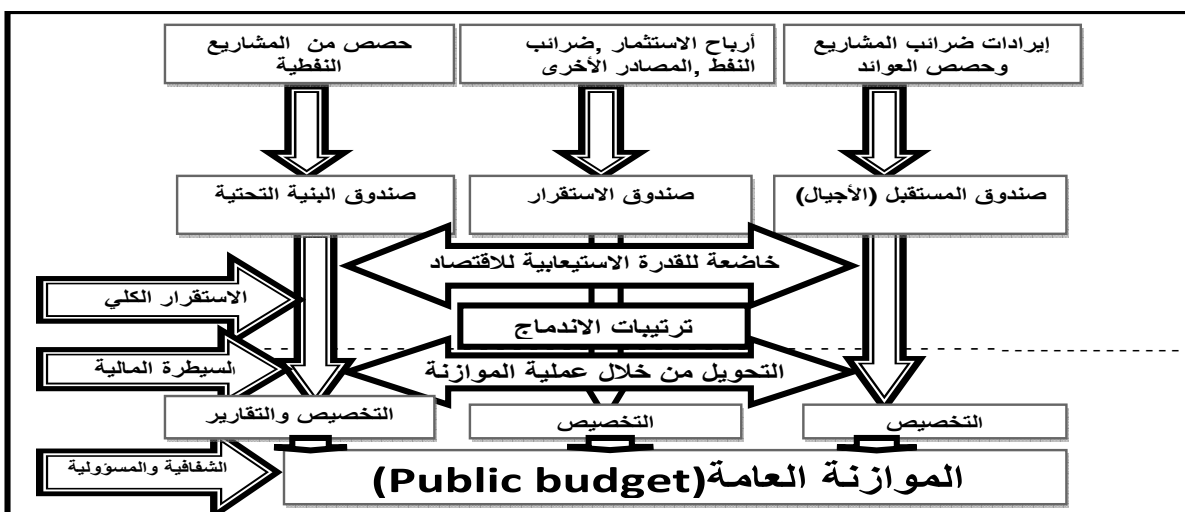 إيرادات ضرائب المشاريع
وحصص العوائد
أرباح الاستثمار ,ضرائب
النفط ,المصادر الأخرى
حصص من المشاريع
النفطية
صندوق المستقبل (الأجيال)
صندوق الاستقرار
صندوق البنية التحتية
خاضعة للقدرة الاستيعابية للاقتصاد
الاستقرار الكلي
ترتيبات الاندماج
التحويل من خلال عملية الموازنة
السيطرة المالية
التخصيص
التخصيص
التخصيص والتقارير
الشفافية والمسؤولية
الموازنة العامة(Public budget)